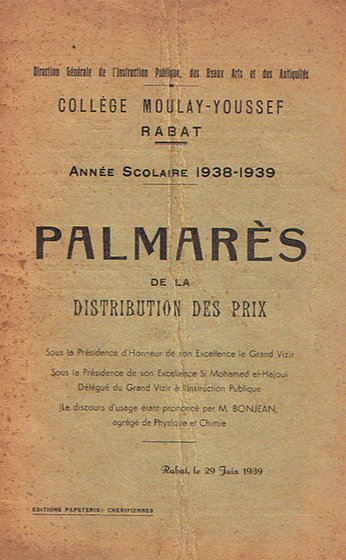 Direction Générale de l'Instruction Publique, des Beaux Arts et des Antiquités
COLLÈGE MOULAY-YOUSSEF
RABAT
ANNÉE SCOLAIRE 1938-1939
PALMARÈS
DE LA
DISTRIBUTION DES PRIX
Sous la Présidence d'Honneur de son Excellence le Grand Vizir
Sous la Présidence de son Excellence Si Mohamed el-Hajoui
Délégué du Grand Vizir à l'Instruction Publique
(Le discours d'usage étant prononcé par M. BONJEAN,
agrégé de Physique et Chimie
Rabat, le 29 Juin 1939
EDITIONS PAPETERIES CHERIFIENNES